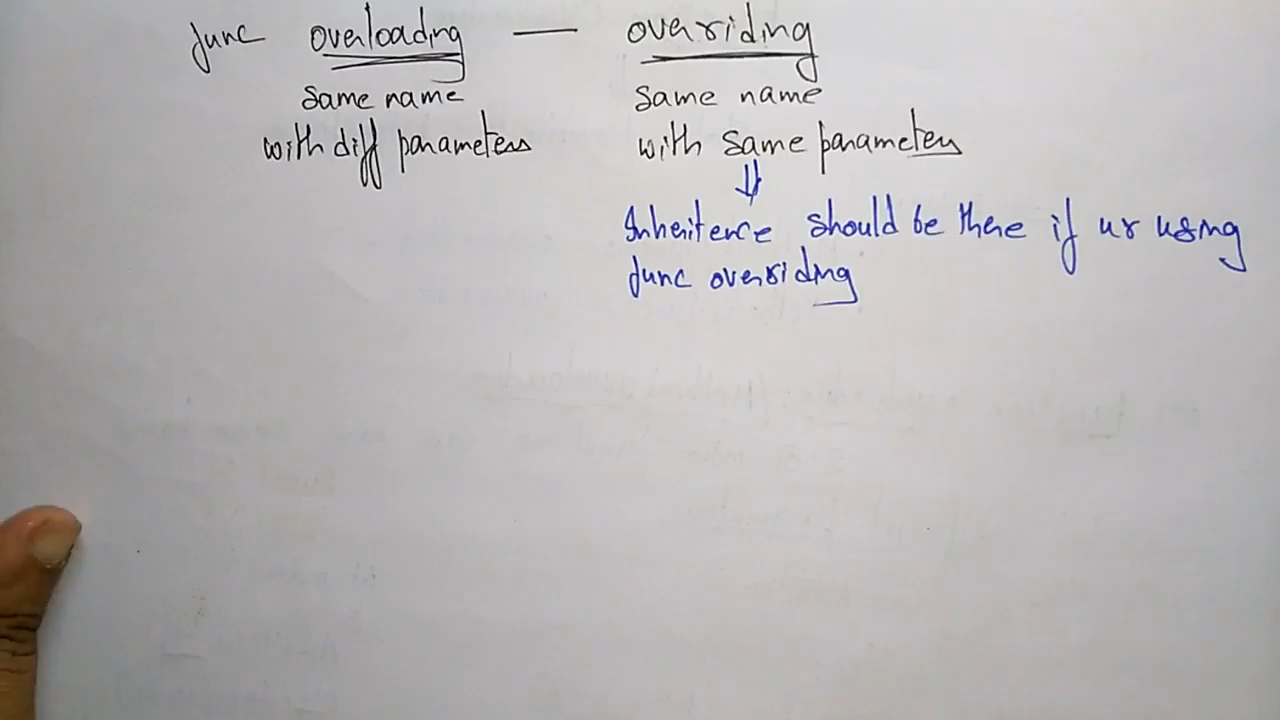 func overloading — overiding
same name same name
with diff parameters with same parameters
⇓
Inheritence should be there if ur using
func overriding